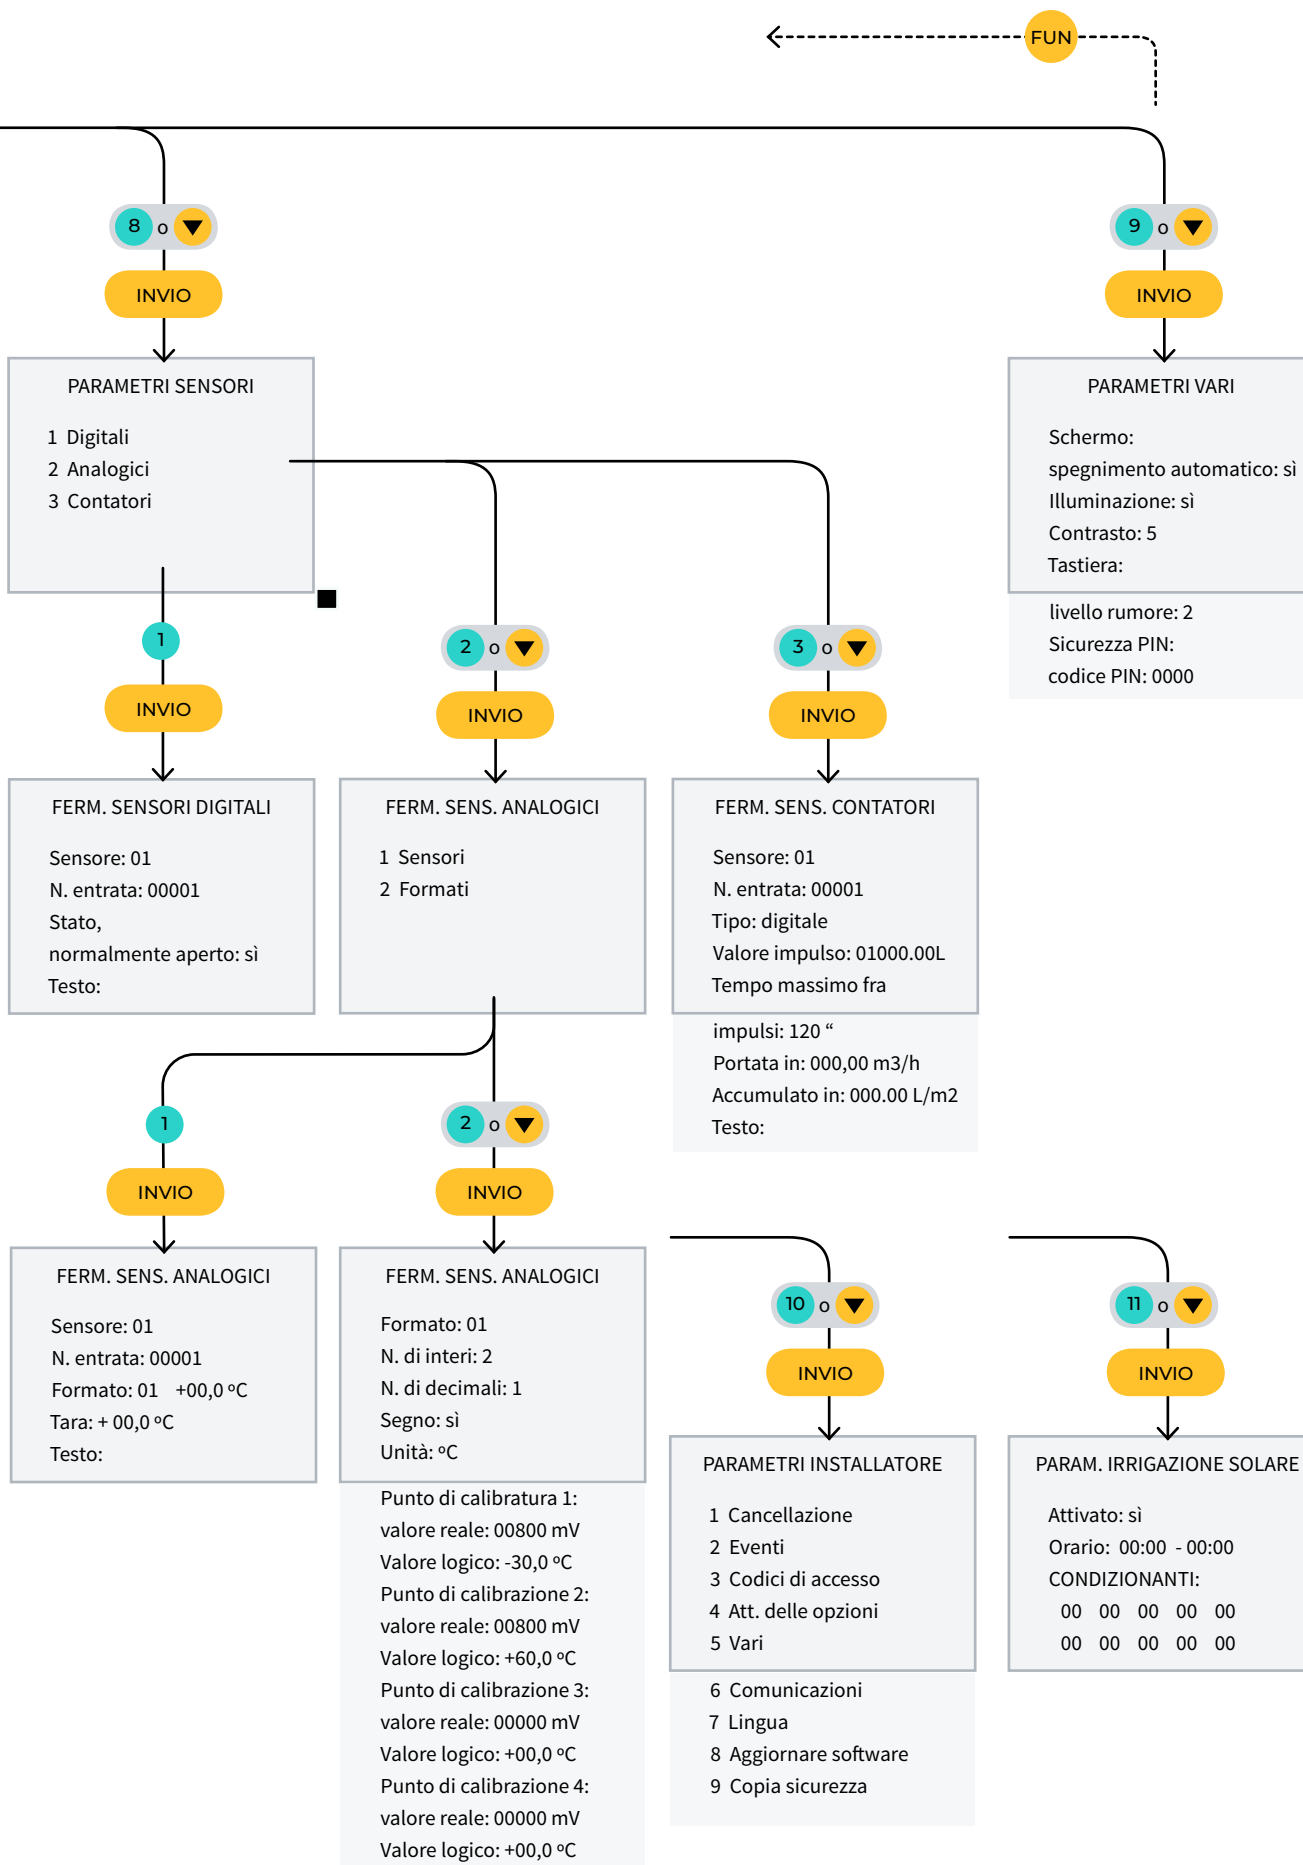 FUN
8 o
INVIO
PARAMETRI SENSORI
1 Digitali
2 Analogici
3 Contatori
9 o
INVIO
PARAMETRI VARI
Schermo:
spegnimento automatico: sì
Illuminazione: sì
Contrasto: 5
Tastiera:
livello rumore: 2
Sicurezza PIN:
codice PIN: 0000
1
INVIO
FERM. SENSORI DIGITALI
Sensore: 01
N. entrata: 00001
Stato,
normalmente aperto: sì
Testo:
2 o
INVIO
FERM. SENS. ANALOGICI
1 Sensori
2 Formati
3 o
INVIO
FERM. SENS. CONTATORI
Sensore: 01
N. entrata: 00001
Tipo: digitale
Valore impulso: 01000.00L
Tempo massimo fra
impulsi: 120 “
Portata in: 000,00 m3/h
Accumulato in: 000.00 L/m2
Testo:
1
INVIO
FERM. SENS. ANALOGICI
Sensore: 01
N. entrata: 00001
Formato: 01 +00,0 ºC
Tara: + 00,0 ºC
Testo:
2 o
INVIO
FERM. SENS. ANALOGICI
Formato: 01
N. di interi: 2
N. di decimali: 1
Segno: sì
Unità: ºC
Punto di calibratura 1:
valore reale: 00800 mV
Valore logico: -30,0 ºC
Punto di calibrazione 2:
valore reale: 00800 mV
Valore logico: +60,0 ºC
Punto di calibrazione 3:
valore reale: 00000 mV
Valore logico: +00,0 ºC
Punto di calibrazione 4:
valore reale: 00000 mV
Valore logico: +00,0 ºC
10 o
INVIO
PARAMETRI INSTALLATORE
1 Cancellazione
2 Eventi
3 Codici di accesso
4 Att. delle opzioni
5 Vari
6 Comunicazioni
7 Lingua
8 Aggiornare software
9 Copia sicurezza
11 o
INVIO
PARAM. IRRIGAZIONE SOLARE
Attivato: sì
Orario: 00:00 - 00:00
CONDIZIONANTI:
00 00 00 00 00
00 00 00 00 00